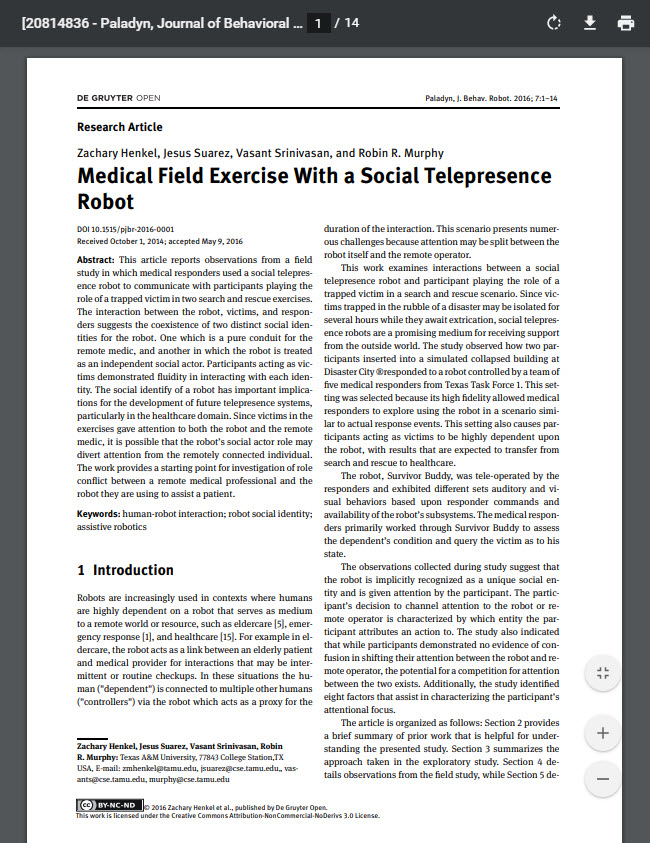 [20814836 - Paladyn, Journal of Behavioral ... 1 / 14
DE GRUYTER OPEN
Paladyn, J. Behav. Robot. 2016; 7:1–14
Research Article
Zachary Henkel, Jesus Suarez, Vasant Srinivasan, and Robin R. Murphy
Medical Field Exercise With a Social Telepresence
Robot
DOI 10.1515/pjbr-2016-0001
Received October 1, 2014; accepted May 9, 2016
Abstract: This article reports observations from a field
study in which medical responders used a social telepres-
ence robot to communicate with participants playing the
role of a trapped victim in two search and rescue exercises.
The interaction between the robot, victims, and respon-
ders suggests the coexistence of two distinct social iden-
tities for the robot. One which is a pure conduit for the
remote medic, and another in which the robot is treated
as an independent social actor. Participants acting as vic-
tims demonstrated fluidity in interacting with each iden-
tity. The social identify of a robot has important implica-
tions for the development of future telepresence systems,
particularly in the healthcare domain. Since victims in the
exercises gave attention to both the robot and the remote
medic, it is possible that the robot's social actor role may
divert attention from the remotely connected individual.
The work provides a starting point for investigation of role
conflict between a remote medical professional and the
robot they are using to assist a patient.
Keywords: human-robot interaction; robot social identity;
assistive robotics
1 Introduction
Robots are increasingly used in contexts where humans
are highly dependent on a robot that serves as medium
to a remote world or resource, such as eldercare [5], emer-
gency response [1], and healthcare [15]. For example in el-
dercare, the robot acts as a link between an elderly patient
and medical provider for interactions that may be inter-
mittent or routine checkups. In these situations the hu-
man ("dependent") is connected to multiple other humans
("controllers") via the robot which acts as a proxy for the
Zachary Henkel, Jesus Suarez, Vasant Srinivasan, Robin
R. Murphy: Texas A&M University, 77843 College Station,TX
USA, E-mail: zmhenkel@tamu.edu, jsuarez@cse.tamu.edu,, vas-
ants@cse.tamu.edu, murphy@cse.tamu.edu
duration of the interaction. This scenario presents numer-
ous challenges because attention may be split between the
robot itself and the remote operator.
This work examines interactions between a social
telepresence robot and participant playing the role of a
trapped victim in a search and rescue scenario. Since vic-
tims trapped in the rubble of a disaster may be isolated for
several hours while they await extrication, social telepres-
ence robots are a promising medium for receiving support
from the outside world. The study observed how two par-
ticipants inserted into a simulated collapsed building at
Disaster City ®responded to a robot controlled by a team of
five medical responders from Texas Task Force 1. This set-
ting was selected because its high fidelity allowed medical
responders to explore using the robot in a scenario simi-
lar to actual response events. This setting also causes par-
ticipants acting as victims to be highly dependent upon
the robot, with results that are expected to transfer from
search and rescue to healthcare.
The robot, Survivor Buddy, was tele-operated by the
responders and exhibited different sets auditory and vi-
sual behaviors based upon responder commands and
availability of the robot's subsystems. The medical respon-
ders primarily worked through Survivor Buddy to assess
the dependent's condition and query the victim as to his
state.
The observations collected during study suggest that
the robot is implicitly recognized as a unique social en-
tity and is given attention by the participant. The partic-
ipant's decision to channel attention to the robot or re-
mote operator is characterized by which entity the par-
ticipant attributes an action to. The study also indicated
that while participants demonstrated no evidence of con-
fusion in shifting their attention between the robot and re-
mote operator, the potential for a competition for attention
between the two exists. Additionally, the study identified
eight factors that assist in characterizing the participant's
attentional focus.
The article is organized as follows: Section 2 provides
a brief summary of prior work that is helpful for under-
standing the presented study. Section 3 summarizes the
approach taken in the exploratory study. Section 4 de-
tails observations from the field study, while Section 5 de-
cc BY-NC-ND © 2016 Zachary Henkel et al., published by De Gruyter Open.
This work is licensed under the Creative Commons Attribution-NonCommercial-NoDerivs 3.0 License.